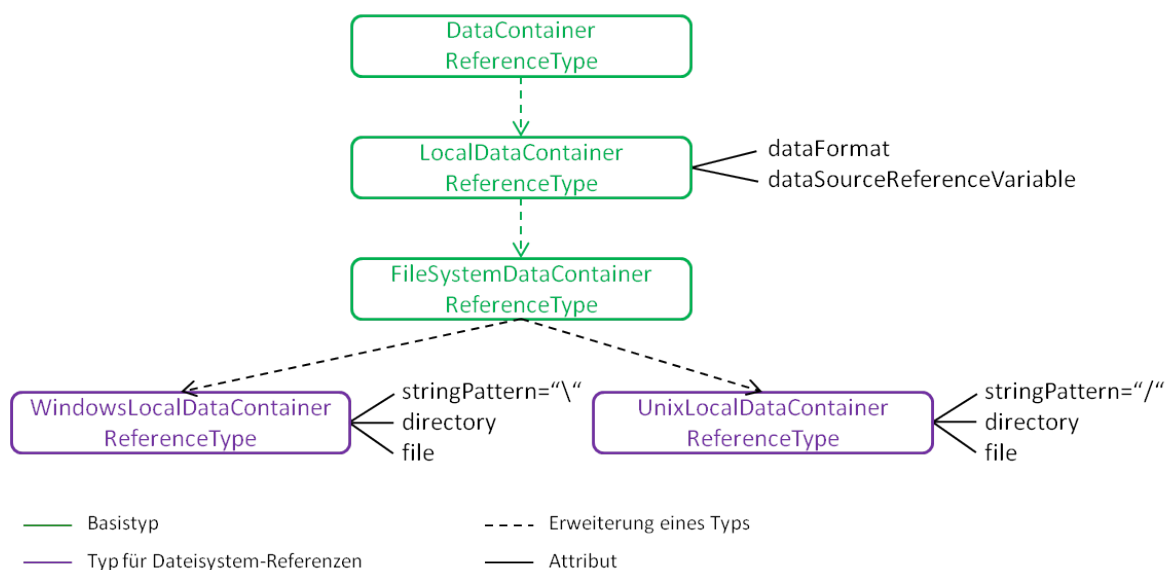 DataContainer
ReferenceType
LocalDataContainer
ReferenceType
dataFormat
dataSourceReferenceVariable
FileSystemDataContainer
ReferenceType
WindowsLocalDataContainer
ReferenceType
stringPattern=“\“
directory
file
UnixLocalDataContainer
ReferenceType
stringPattern=“/“
directory
file
Basistyp
Erweiterung eines Typs
Typ für Dateisystem-Referenzen
Attribut